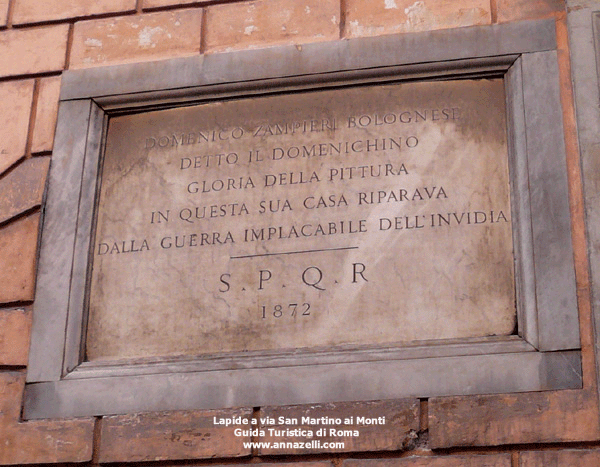 DOMENICO ZAMPIERI BOLOGNESE
DETTO IL DOMENICHINO
GLORIA DELLA PITTURA
IN QUESTA SUA CASA RIPARAVA
DALLA GUERRA IMPLACABILE DELL'INVIDIA
S . P . Q . R
1872
Lapide a via San Martino ai Monti
Guida Turistica di Roma
www.annazelli.com